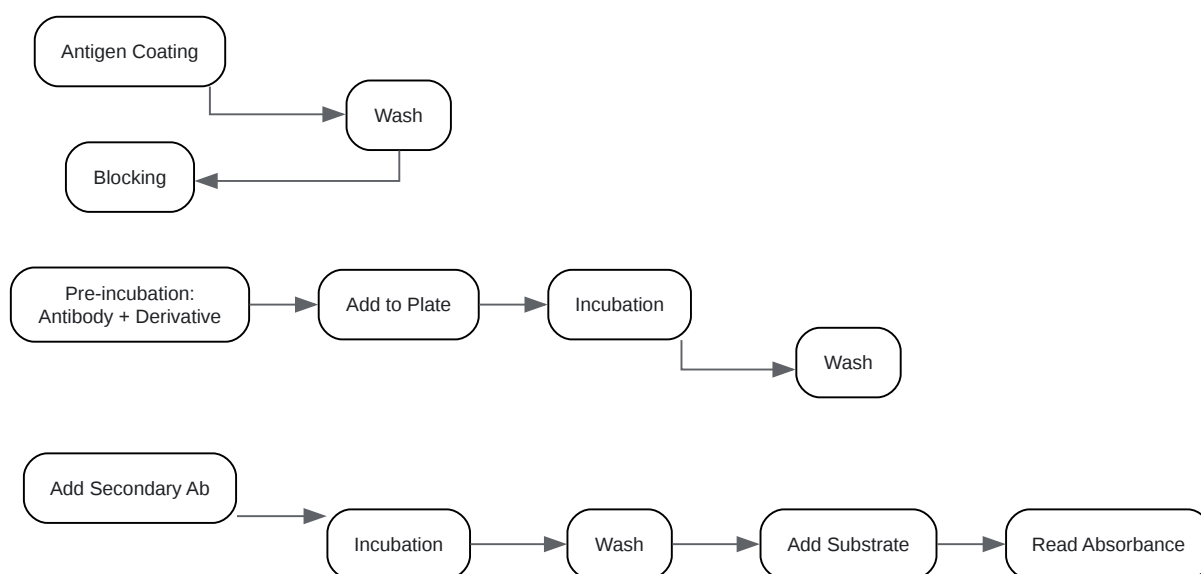 Antigen Coating
Wash
Blocking
Pre-incubation:
Antibody + Derivative
Add to Plate
Incubation
Wash
Add Secondary Ab
Incubation
Wash
Add Substrate
Read Absorbance